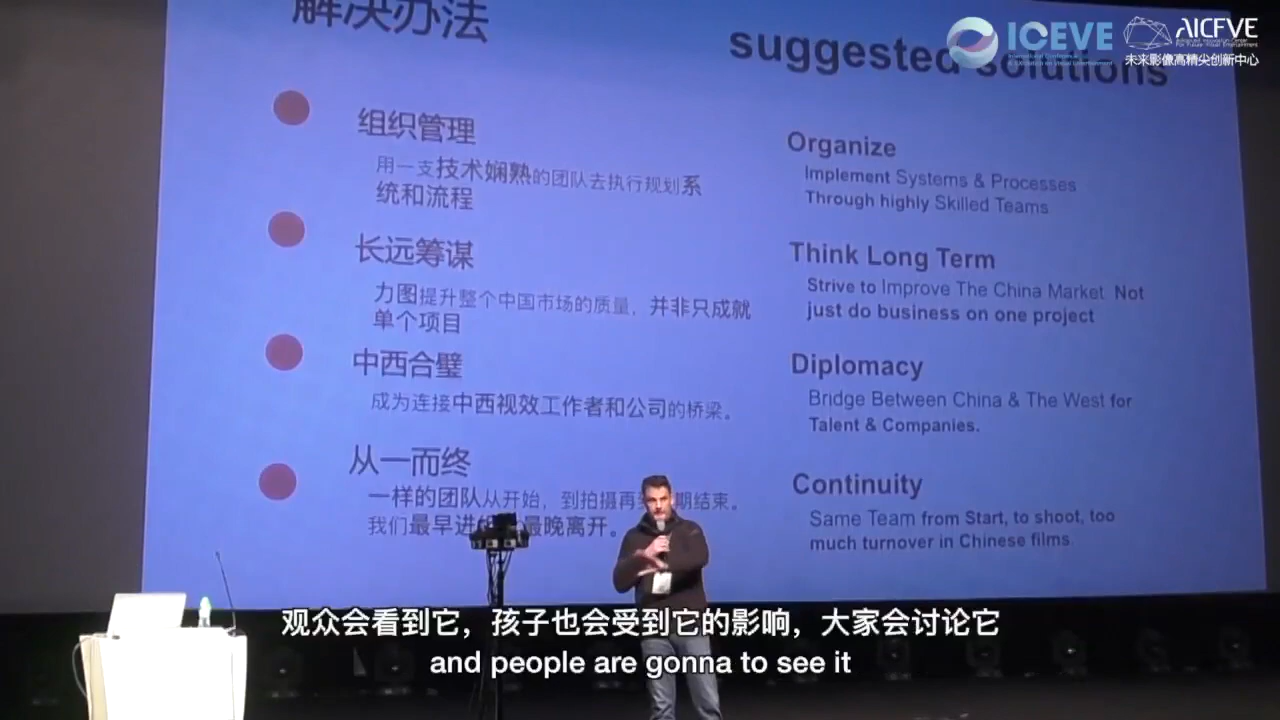 解决办法
suggested solutions
ICEVE
AICFVE
未来影像高精尖创新中心
组织管理
用一支技术娴熟的团队去执行规划系
统和流程
长远筹谋
力图提升整个中国市场的质量，并非只成就
单个项目
中西合璧
成为连接中西视效工作者和公司的桥梁。
从一而终
一样的团队从开始，到拍摄再 期结束。
我们最早进 最晚离开。
Organize
Implement Systems & Processes
Through highly Skilled Teams
Think Long Term
Strive to Improve The China Market Not
just do business on one project
Diplomacy
Bridge Between China & The West for
Talent & Companies.
Continuity
Same Team from Start, to shoot, too
much turnover in Chinese films
观众会看到它，孩子也会受到它的影响，大家会讨论它
and people are gonna to see it